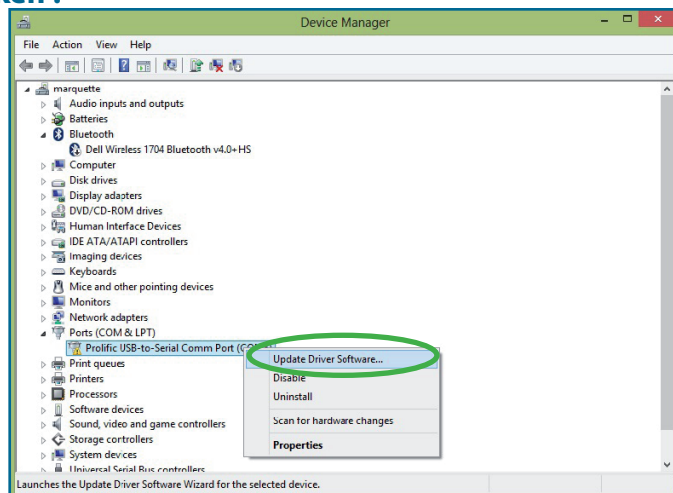 Device Manager
File Action View Help
marquette
Audio inputs and outputs
Batteries
Bluetooth
Dell Wireless 1704 Bluetooth v4.0+HS
Computer
Disk drives
Display adapters
DVD/CD-ROM drives
Human Interface Devices
IDE ATA/ATAPI controllers
Imaging devices
Keyboards
Mice and other pointing devices
Monitors
Network adapters
Ports (COM & LPT)
Prolific USB-to-Serial Comm Port
Update Driver Software...
Print queues
Disable
Printers
Processors
Uninstall
Software devices
Sound, video and game controllers
Scan for hardware changes
Storage controllers
System devices
Properties
Universal Serial Bus controllers
Launches the Update Driver Software Wizard for the selected device.